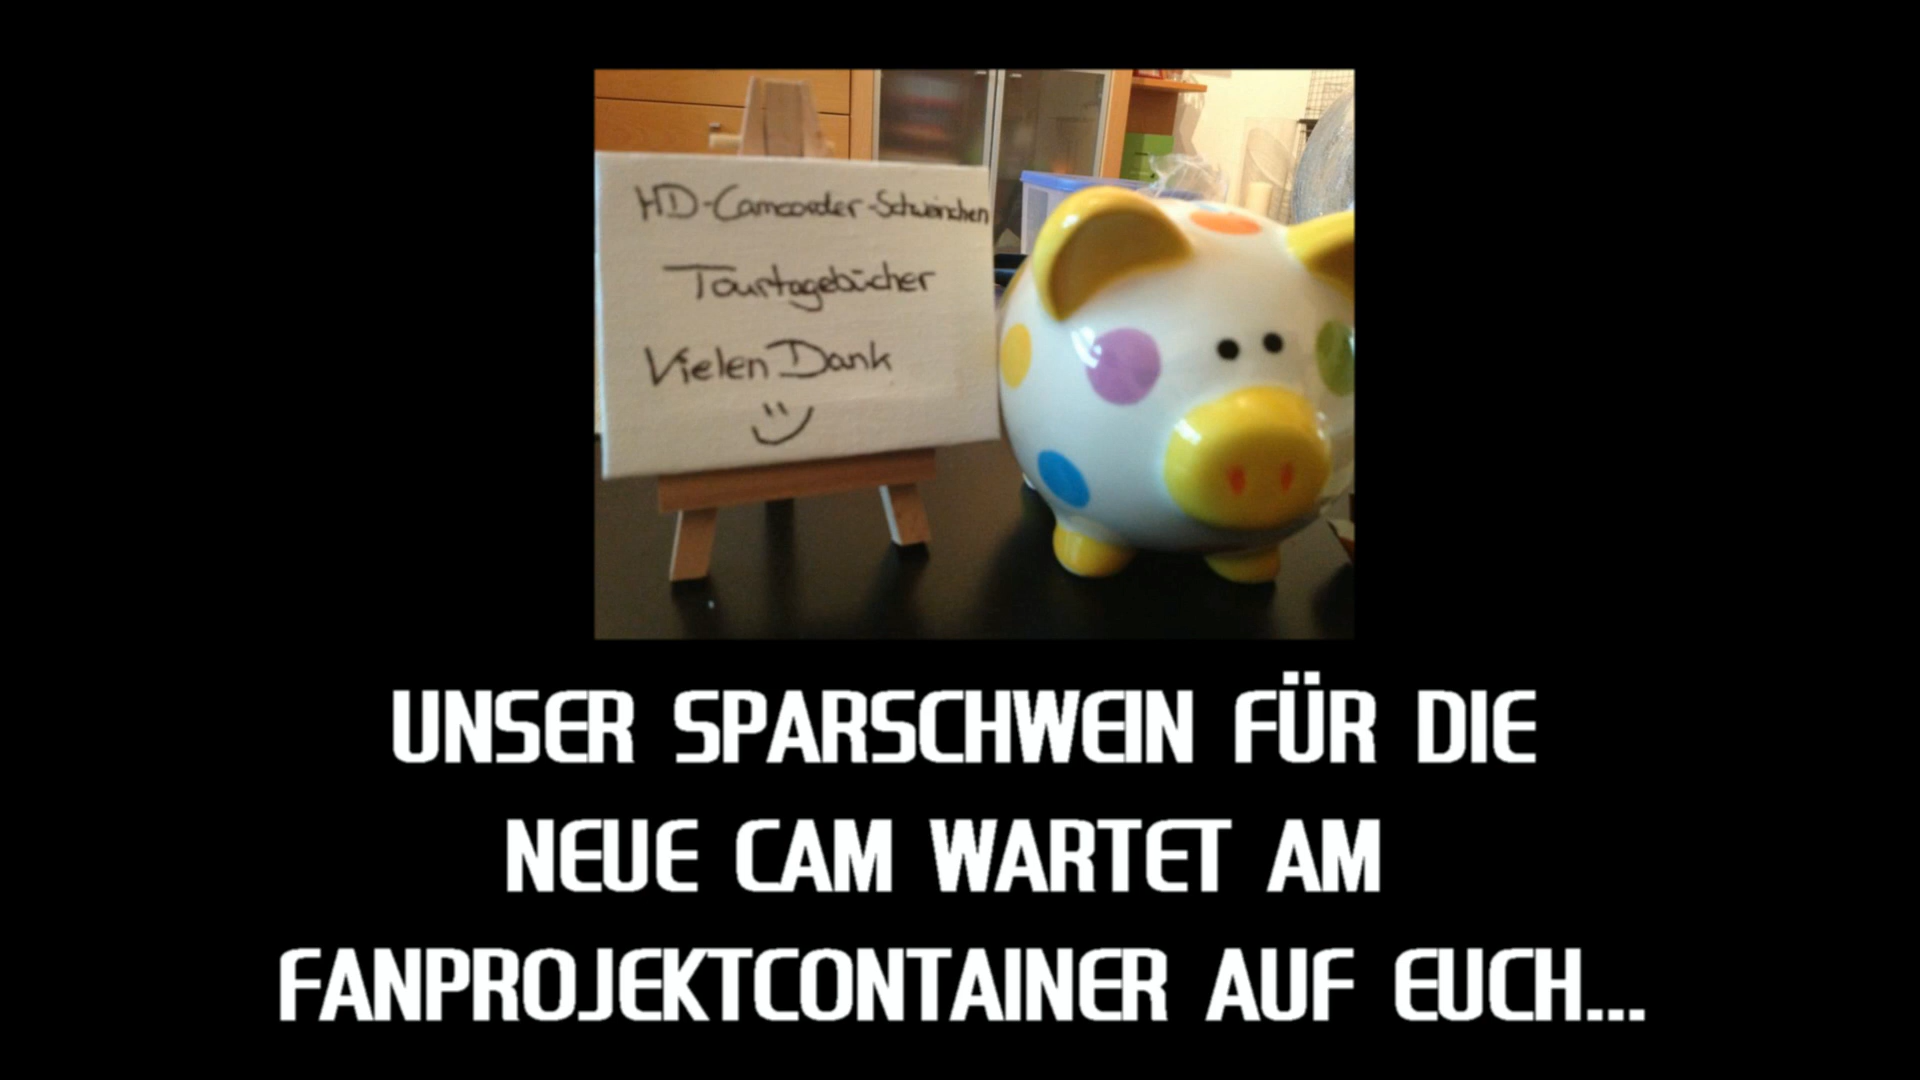 HD-Camcorder-Schweinchen
Tourtagebücher
Vielen Dank
UNSER SPARSCHWEIN FÜR DIE
NEUE CAM WARTET AM
FANPROJEKTCONTAINER AUF EUCH...